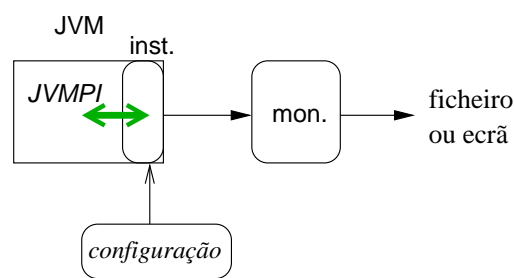 JVM
inst.
JVMPI
mon.
ficheiro
ou ecrã
configuração